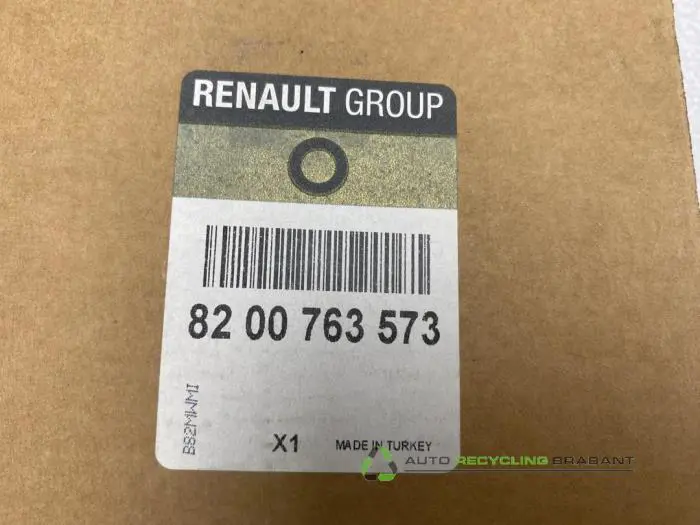 RENAULT GROUP
82 00 763 573
B82MWMI
X1
MADE IN TURKEY
AUTO RECYCLING BRABANT